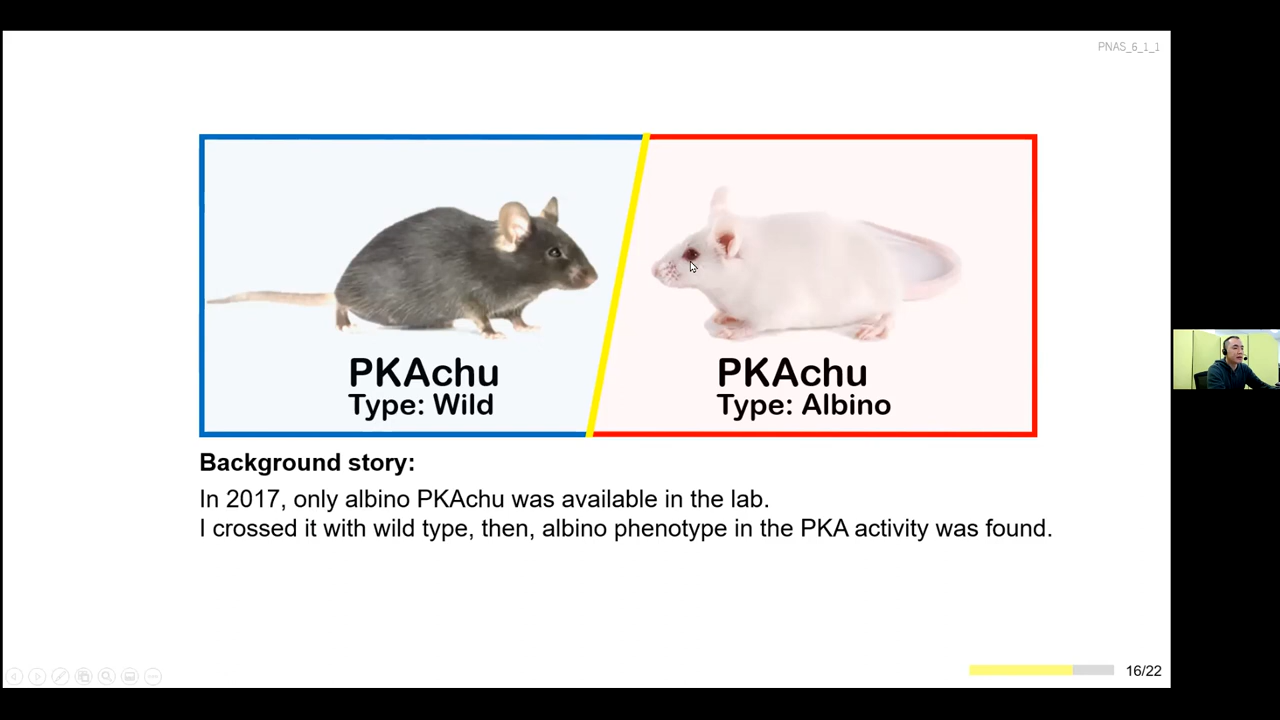 PNAS_6_1_1
PKAchu
Type: Wild
PKAchu
Type: Albino
Background story:
In 2017, only albino PKAchu was available in the lab.
I crossed it with wild type, then, albino phenotype in the PKA activity was found.
16/22